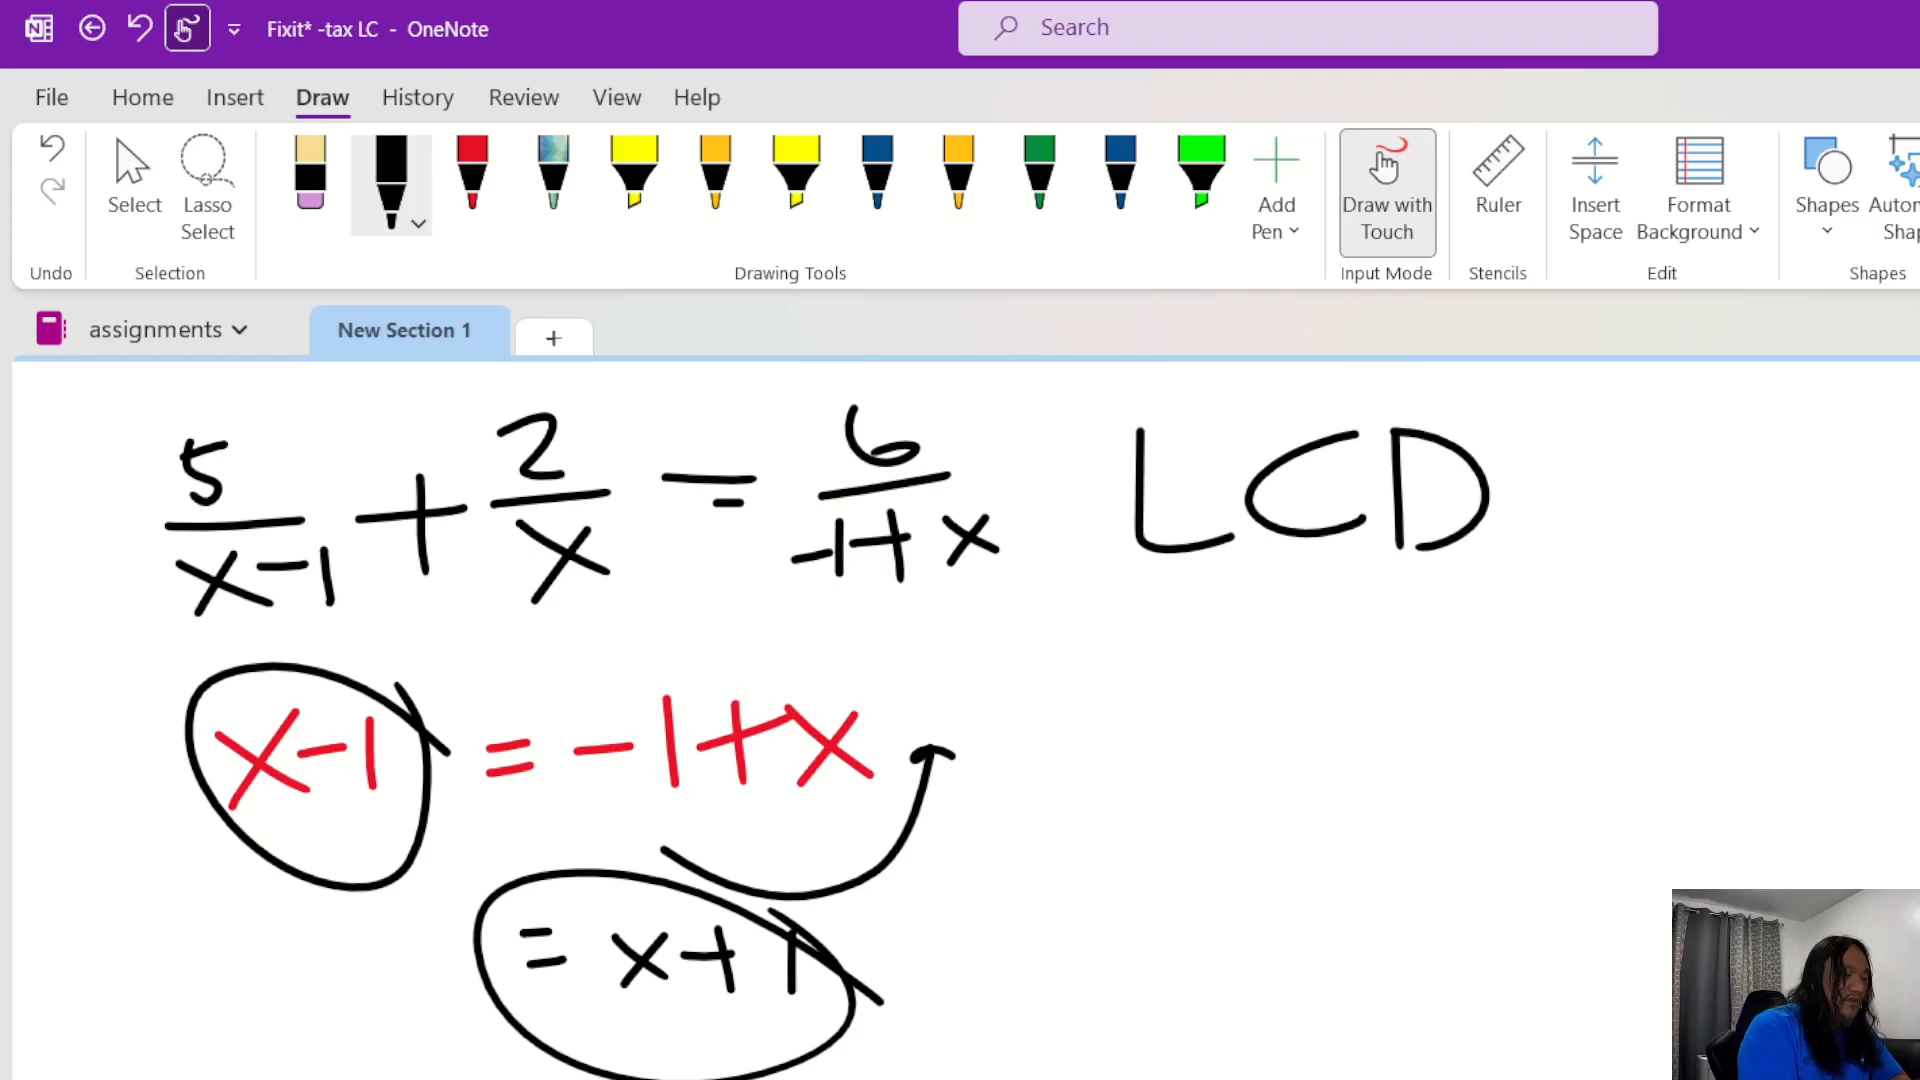 Fixit* -tax LC - OneNote
Search
File Home Insert Draw History Review View Help
Select
Lasso Select
Add Pen
Draw with Touch
Ruler
Insert Space
Format Background
Shapes
Undo
Selection
Drawing Tools
Input Mode
Stencils
Edit
Shapes
assignments
New Section 1
+
5/x-1 + 2/x = 6/-1+x LCD
x-1 = -1+x
= x+1